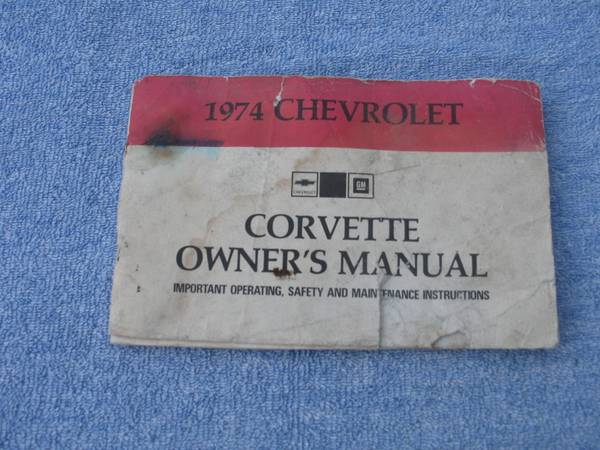 1974 CHEVROLET
CHEVROLET
GM
CORVETTE
OWNER'S MANUAL
IMPORTANT OPERATING, SAFETY AND MAINTENANCE INSTRUCTIONS